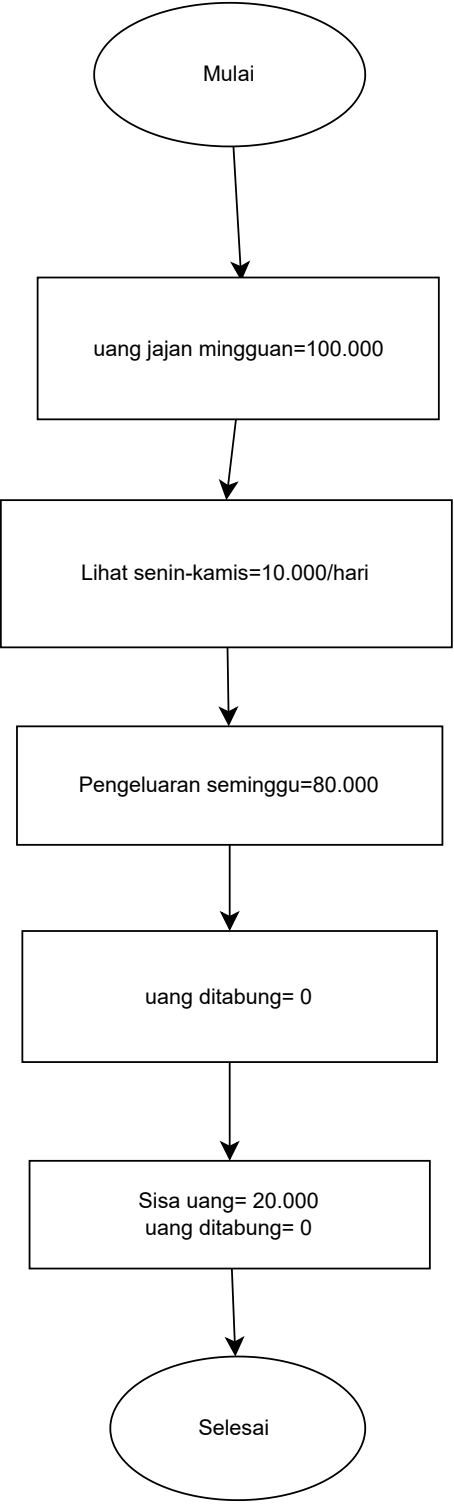 Mulai
uang jajan mingguan=100.000
Lihat senin-kamis=10.000/hari
Pengeluaran seminggu=80.000
uang ditabung= 0
Sisa uang= 20.000
uang ditabung= 0
Selesai